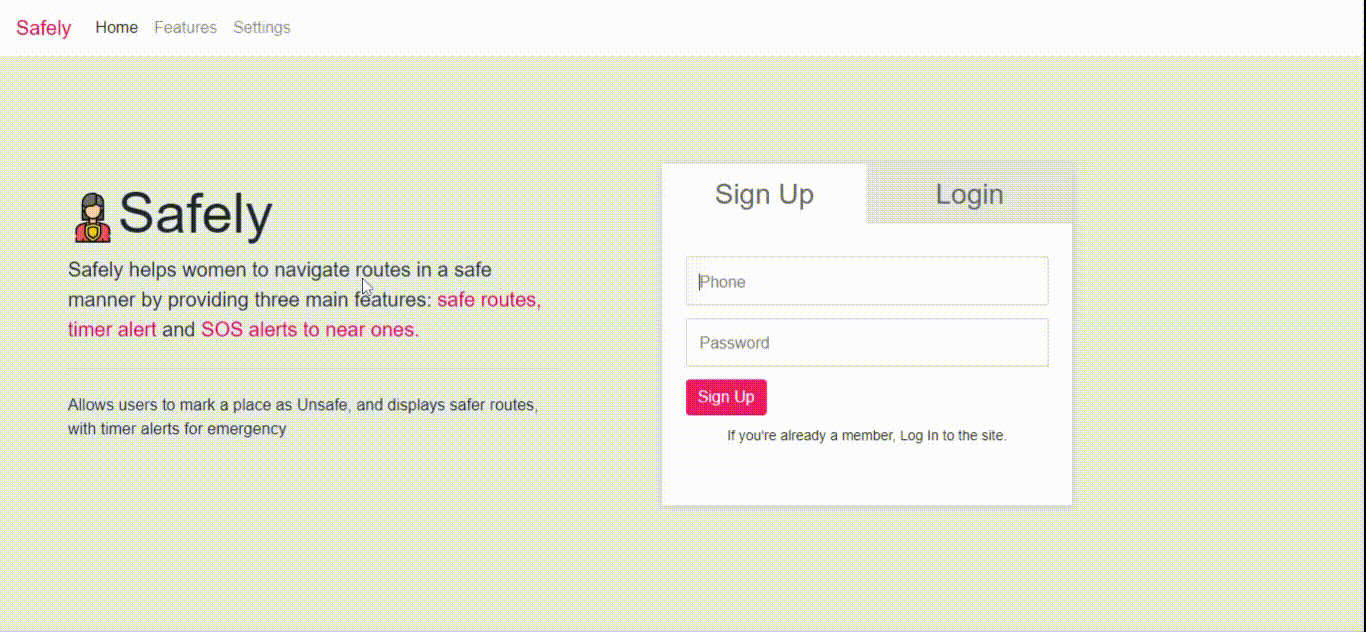 Safely Home Features Settings
Safely
Safely helps women to navigate routes in a safe
manner by providing three main features: safe routes,
timer alert and SOS alerts to near ones.
Allows users to mark a place as Unsafe, and displays safer routes,
with timer alerts for emergency
Sign Up Login
Phone
Password
Sign Up
If you're already a member, Log In to the site.